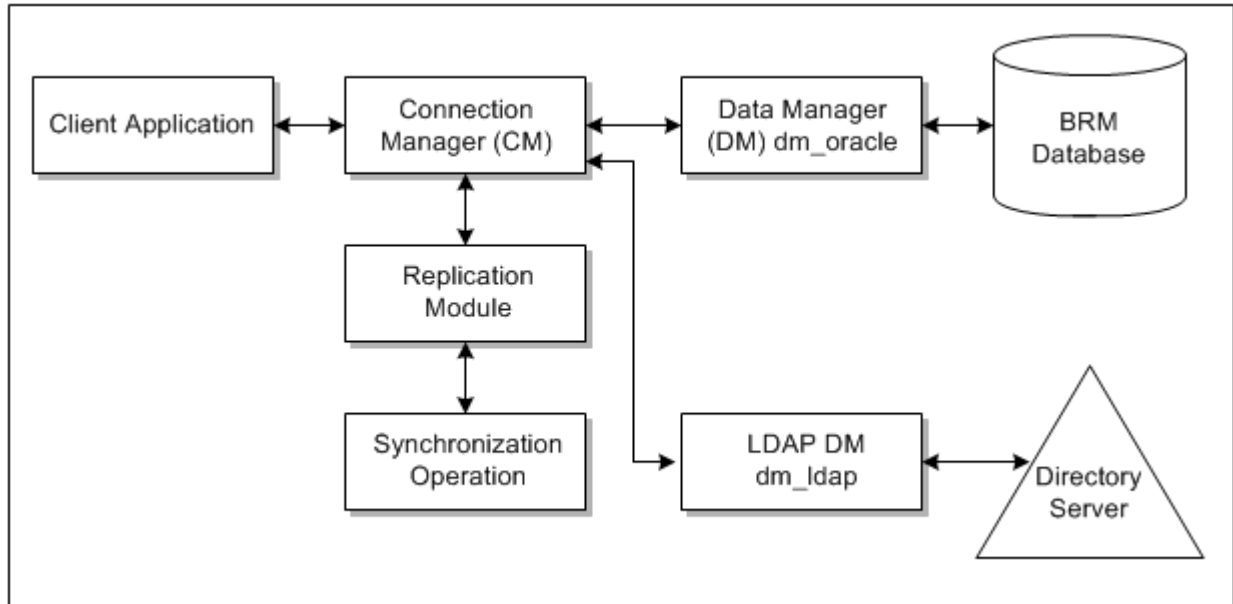 Client Application
Connection
Manager (CM)
Data Manager
(DM) dm_oracle
BRM
Database
Replication
Module
Synchronization
Operation
LDAP DM
dm_ldap
Directory
Server